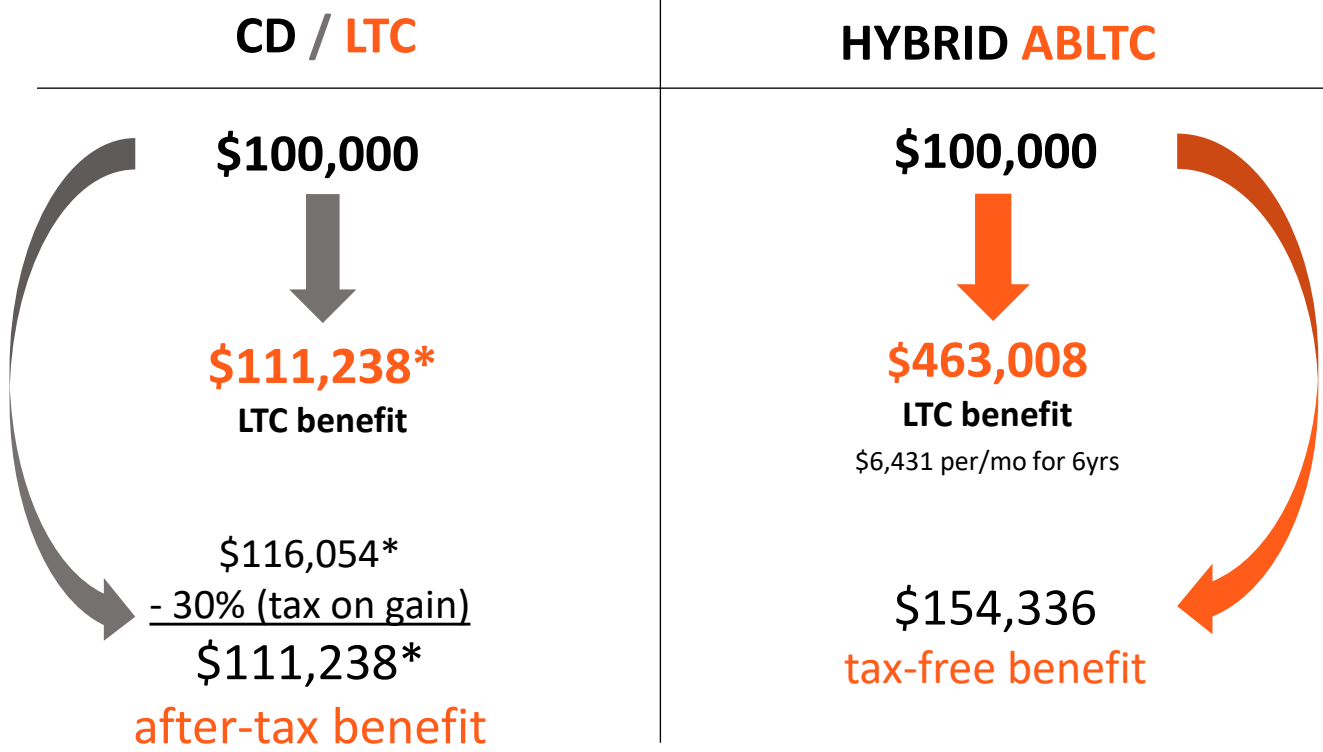 CD / LTC
$100,000
$111,238*
LTC benefit
$116,054*
- 30% (tax on gain)
$111,238*
after-tax benefit
HYBRID ABLTC
$100,000
$463,008
LTC benefit
$6,431 per/mo for 6yrs
$154,336
tax-free benefit